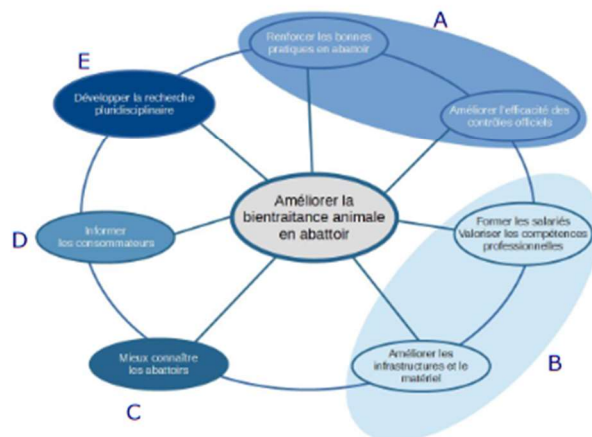 A
Renforcer les bonnes
pratiques en abattoir
E
Développer la recherche
pluridisciplinaire
Améliorer l'efficacité des
contrôles officiels
Améliorer la
bientraitance animale
en abattoir
Former les salariés
Valoriser les compétences
professionnelles
D
Informer
les consommateurs
Améliorer les
infrastructures et le
matériel
B
Mieux connaître
les abattoirs
C